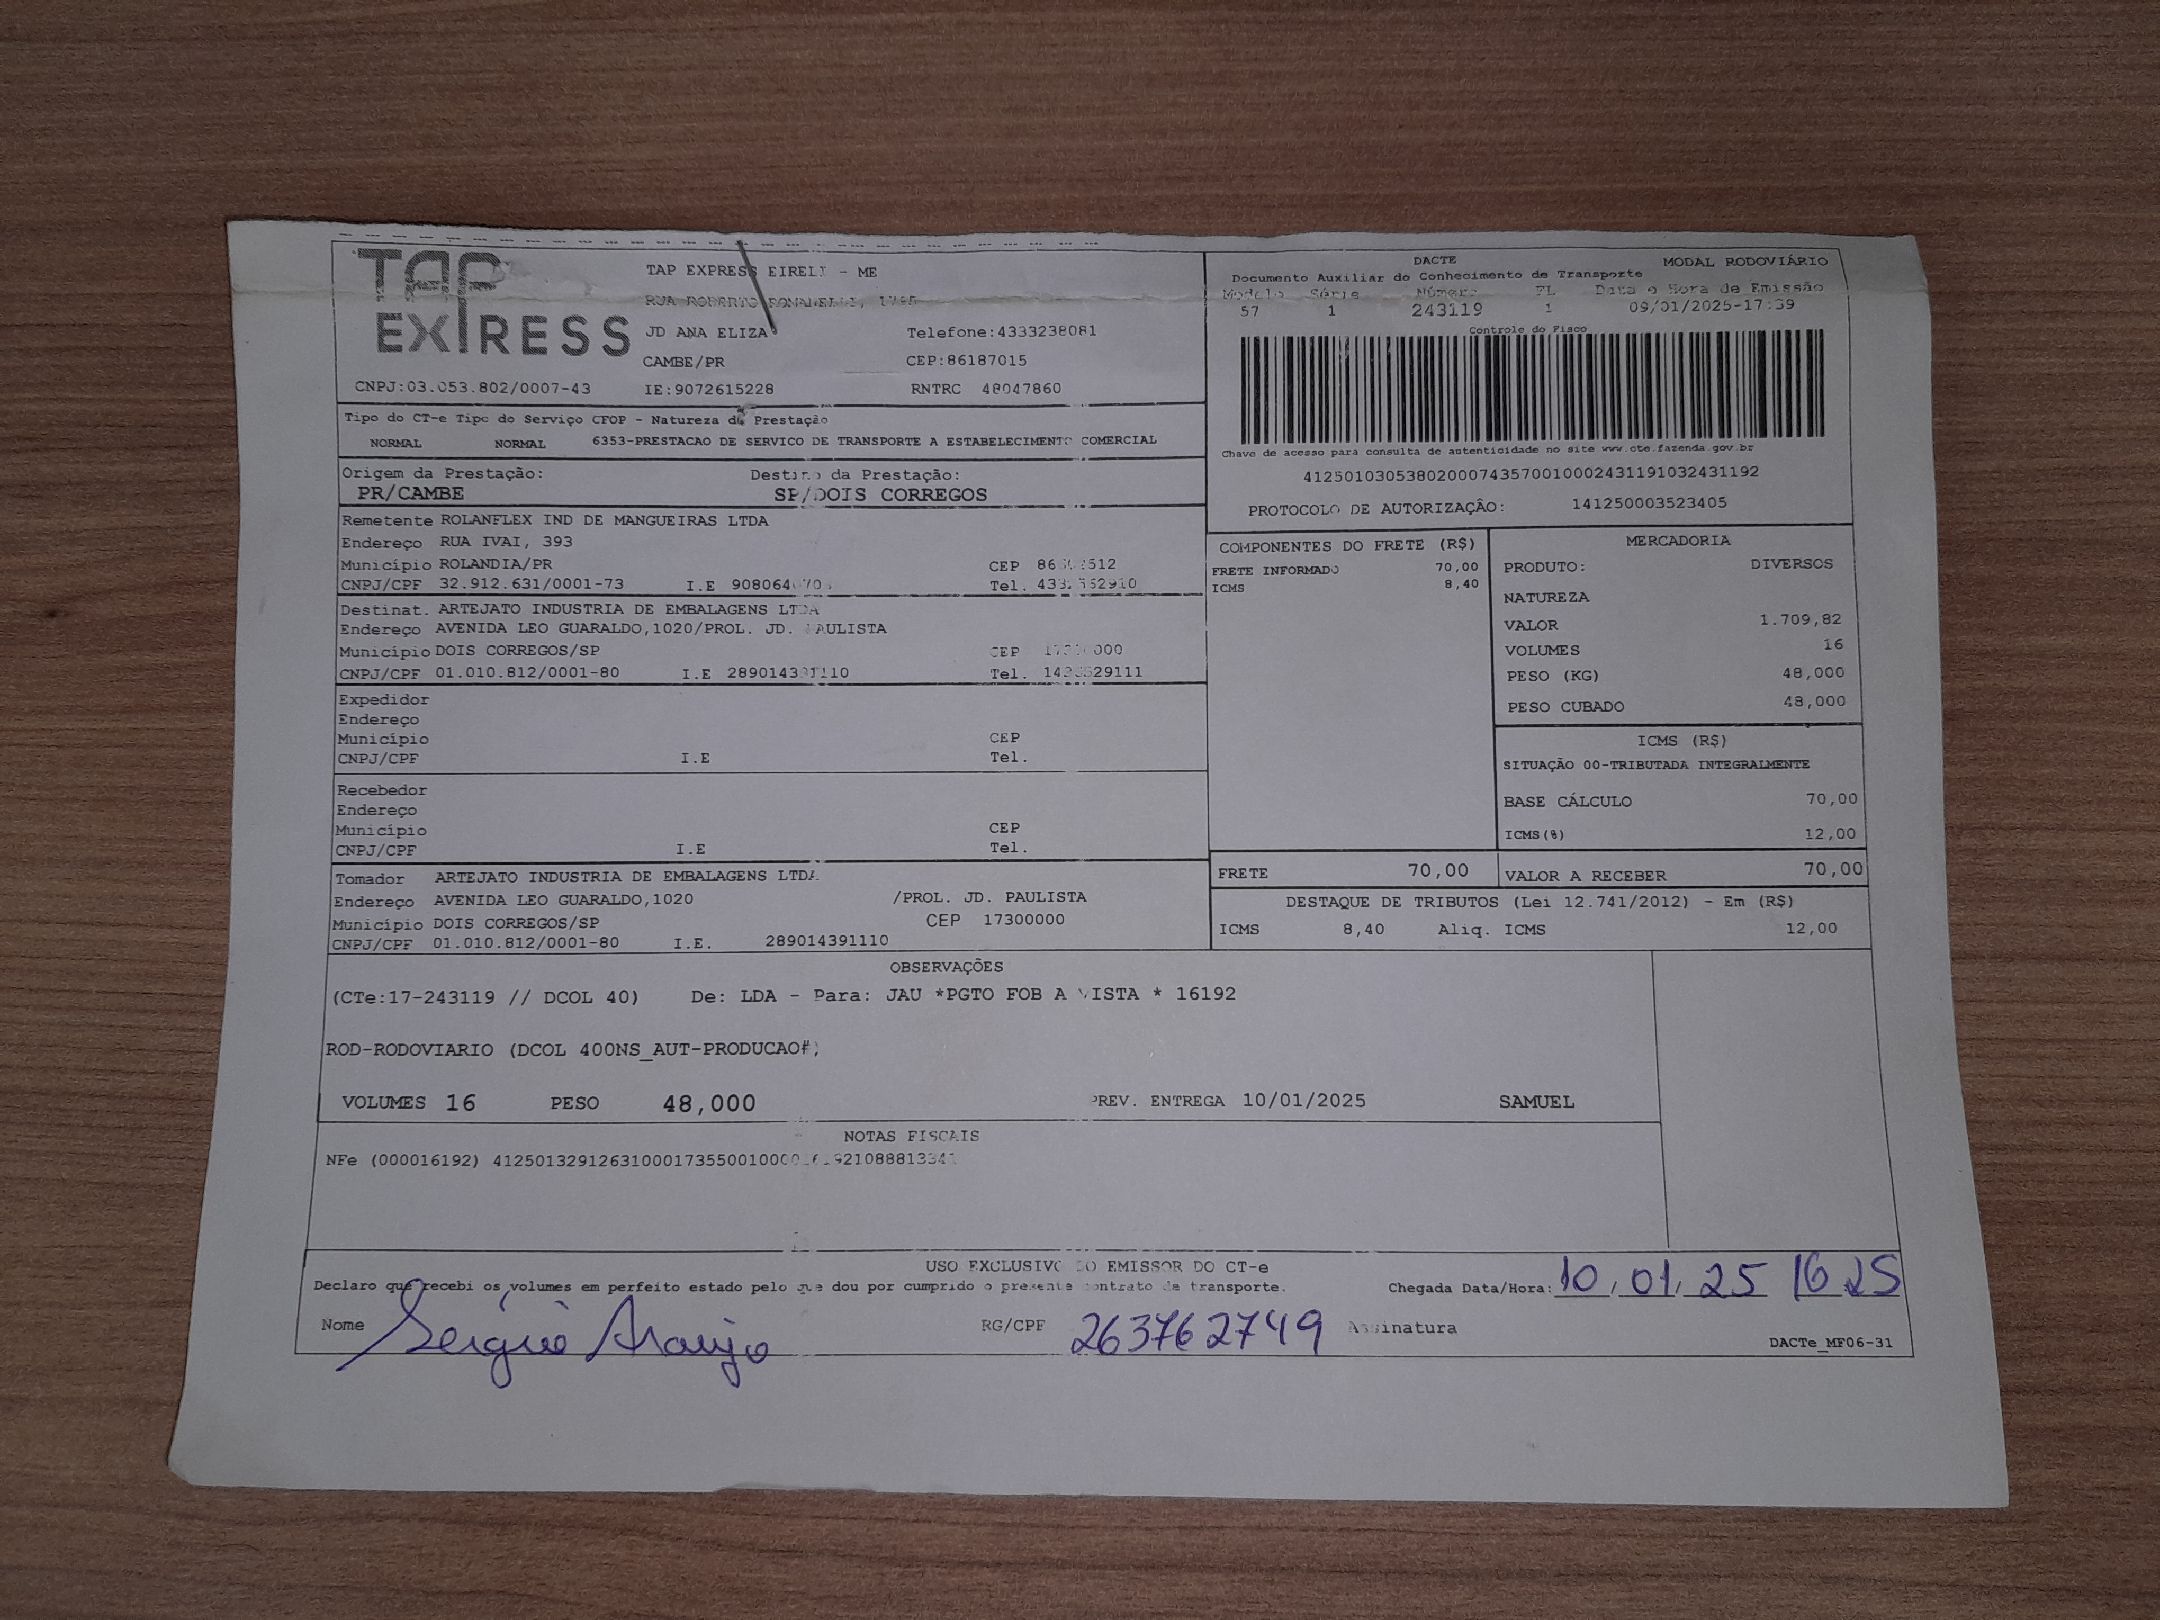 TAP
EXPRESS
TAP EXPRESS EIRELI - ME
RUA ROBERTO
JD ANA ELIZA Telefone:4333238081
CAMBE/PR CEP:86187015
CNPJ:03.053.802/0007-43 IE:9072615228 RNTRC 48047860
DACTE MODAL RODOVIÁRIO
Documento Auxiliar do Conhecimento de Transporte
Modelo Série Número FL Data e Hora de Emissão
57 1 243119 1 09/01/2025-17:39
Controle do Fisco
Chave de acesso para consulta de autenticidade no site www.cte.fazenda.gov.br
41250103053802000743570010002431191032431192
PROTOCOLO DE AUTORIZAÇÃO: 141250003523405
Tipo do CT-e Tipo do Serviço CFOP - Natureza da Prestação
NORMAL NORMAL 6353-PRESTACAO DE SERVICO DE TRANSPORTE A ESTABELECIMENTO COMERCIAL
Origem da Prestação: Destino da Prestação:
PR/CAMBE SP/DOIS CORREGOS
Remetente ROLANFLEX IND DE MANGUEIRAS LTDA
Endereço RUA IVAI, 393
Município ROLANDIA/PR CEP
CNPJ/CPF 32.912.631/0001-73 I.E Tel.
Destinat. ARTEJATO INDUSTRIA DE EMBALAGENS LTDA
Endereço AVENIDA LEO GUARALDO,1020/PROL. JD. PAULISTA
Município DOIS CORREGOS/SP CEP
CNPJ/CPF 01.010.812/0001-80 I.E 289014391110 Tel.
Expedidor
Endereço
Município CEP
CNPJ/CPF I.E Tel.
Recebedor
Endereço
Município CEP
CNPJ/CPF I.E Tel.
Tomador ARTEJATO INDUSTRIA DE EMBALAGENS LTDA
Endereço AVENIDA LEO GUARALDO,1020 /PROL. JD. PAULISTA
Município DOIS CORREGOS/SP CEP 17300000
CNPJ/CPF 01.010.812/0001-80 I.E. 289014391110
COMPONENTES DO FRETE (R$)
FRETE INFORMADO 70,00
ICMS 8,40
MERCADORIA
PRODUTO: DIVERSOS
NATUREZA
VALOR 1.709,82
VOLUMES 16
PESO (KG) 48,000
PESO CUBADO 48,000
ICMS (R$)
SITUAÇÃO 00-TRIBUTADA INTEGRALMENTE
BASE CÁLCULO 70,00
ICMS(%) 12,00
FRETE 70,00 VALOR A RECEBER 70,00
DESTAQUE DE TRIBUTOS (Lei 12.741/2012) - Em (R$)
ICMS 8,40 Aliq. ICMS 12,00
OBSERVAÇÕES
(CTe:17-243119 // DCOL 40) De: LDA - Para: JAU *PGTO FOB A VISTA * 16192
ROD-RODOVIARIO (DCOL 400NS_AUT-PRODUCAO#)
VOLUMES 16 PESO 48,000 PREV. ENTREGA 10/01/2025 SAMUEL
NOTAS FISCAIS
NFe (000016192)
USO EXCLUSIVO DO EMISSOR DO CT-e
Declaro que recebi os volumes em perfeito estado pelo que dou por cumprido o presente contrato de transporte. Chegada Data/Hora: 10,01,25 16 25
Nome Sérgio Araujo RG/CPF 263762749 Assinatura
DACTe_MF06-31